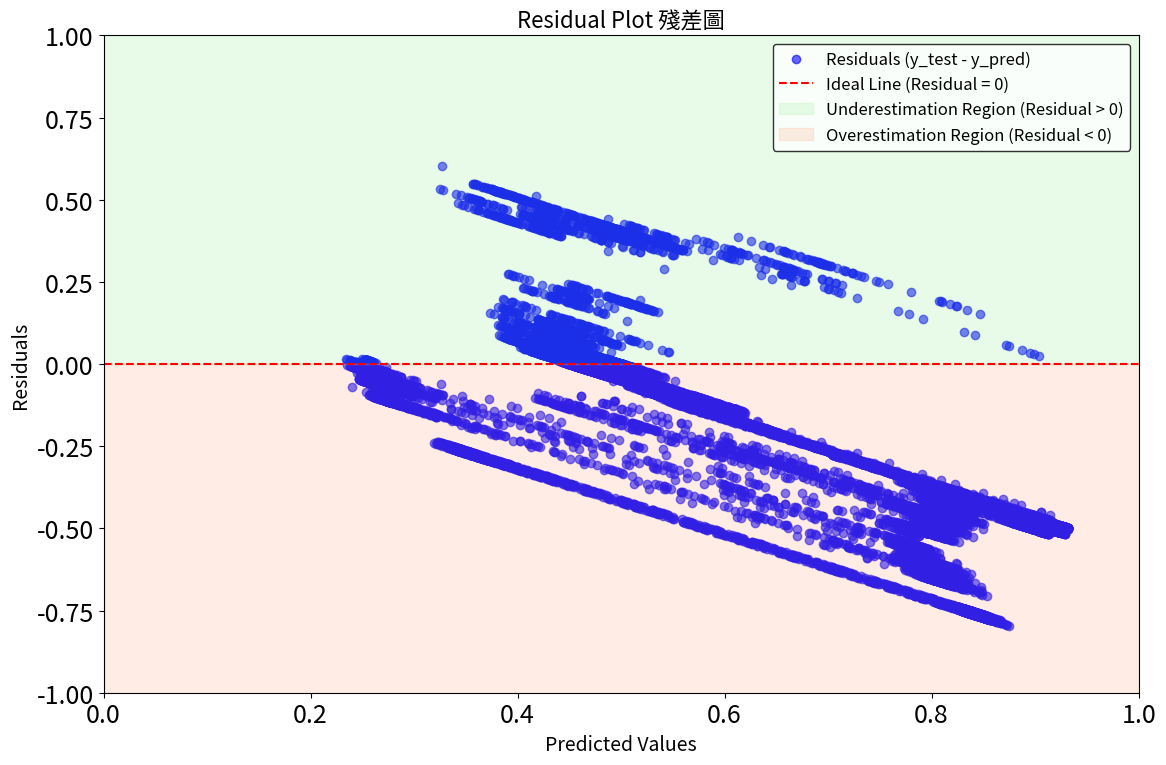 Residual Plot 殘差圖
Residuals (y_test - y_pred)
Ideal Line (Residual = 0)
Underestimation Region (Residual > 0)
Overestimation Region (Residual < 0)
1.00
0.75
0.50
0.25
0.00
-0.25
-0.50
-0.75
-1.00
Residuals
0.0 0.2 0.4 0.6 0.8 1.0
Predicted Values